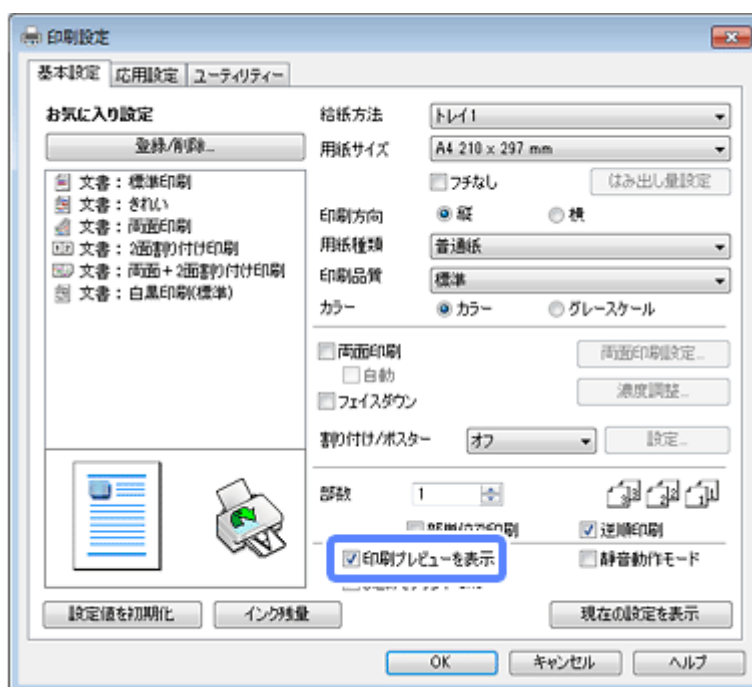 印刷設定
基本設定 応用設定 ユーティリティー
お気に入り設定
登録/削除...
文書：標準印刷
文書：きれい
文書：両面印刷
文書：2面割り付け印刷
文書：両面+2面割り付け印刷
文書：白黒印刷(標準)
給紙方法 トレイ1
用紙サイズ A4 210 x 297 mm
フチなし はみ出し量設定
印刷方向 縦 横
用紙種類 普通紙
印刷品質 標準
カラー カラー グレースケール
両面印刷 両面印刷設定...
自動
フェイスダウン 濃度調整...
割り付け/ポスター オフ 設定...
部数 1
逆順印刷
印刷プレビューを表示 静音動作モード
設定値を初期化 インク残量 現在の設定を表示
OK キャンセル ヘルプ